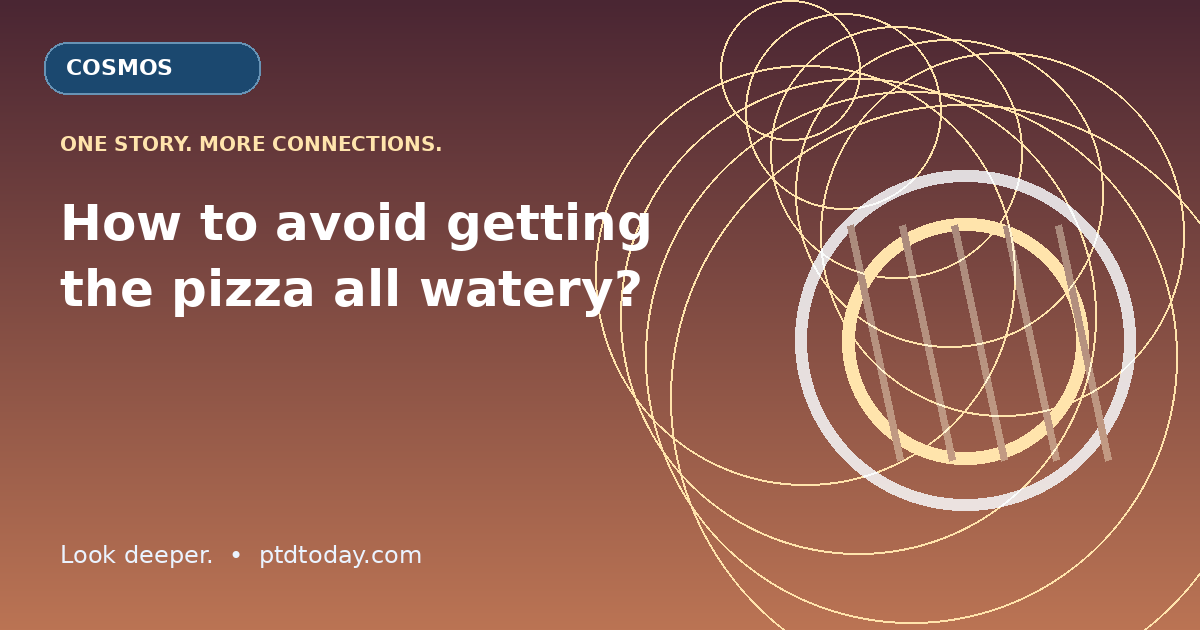 COSMOS
ONE STORY. MORE CONNECTIONS.
How to avoid getting
the pizza all watery?
Look deeper. • ptdtoday.com